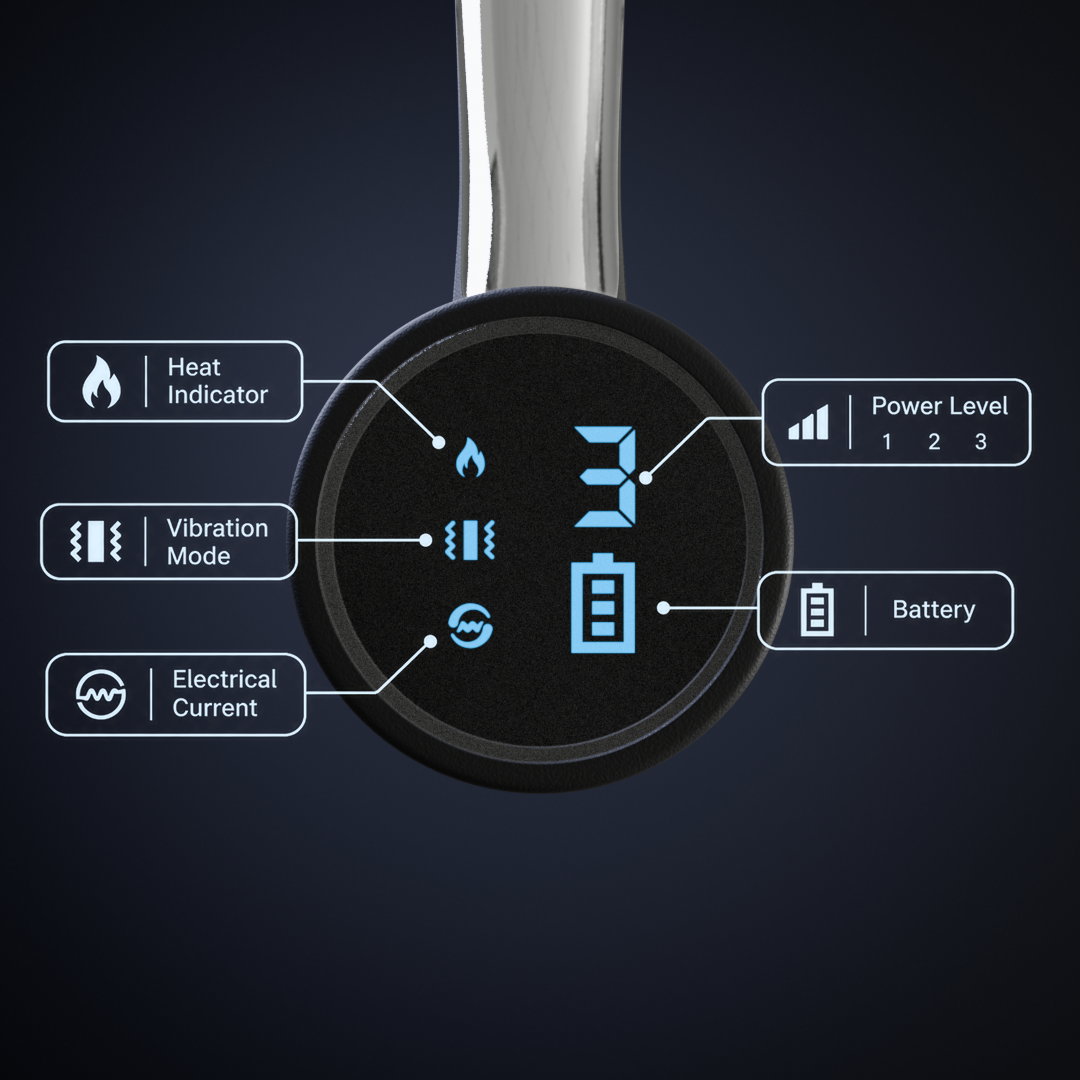 Heat
Indicator
Vibration
Mode
Electrical
Current
3
Power Level
1 2 3
Battery